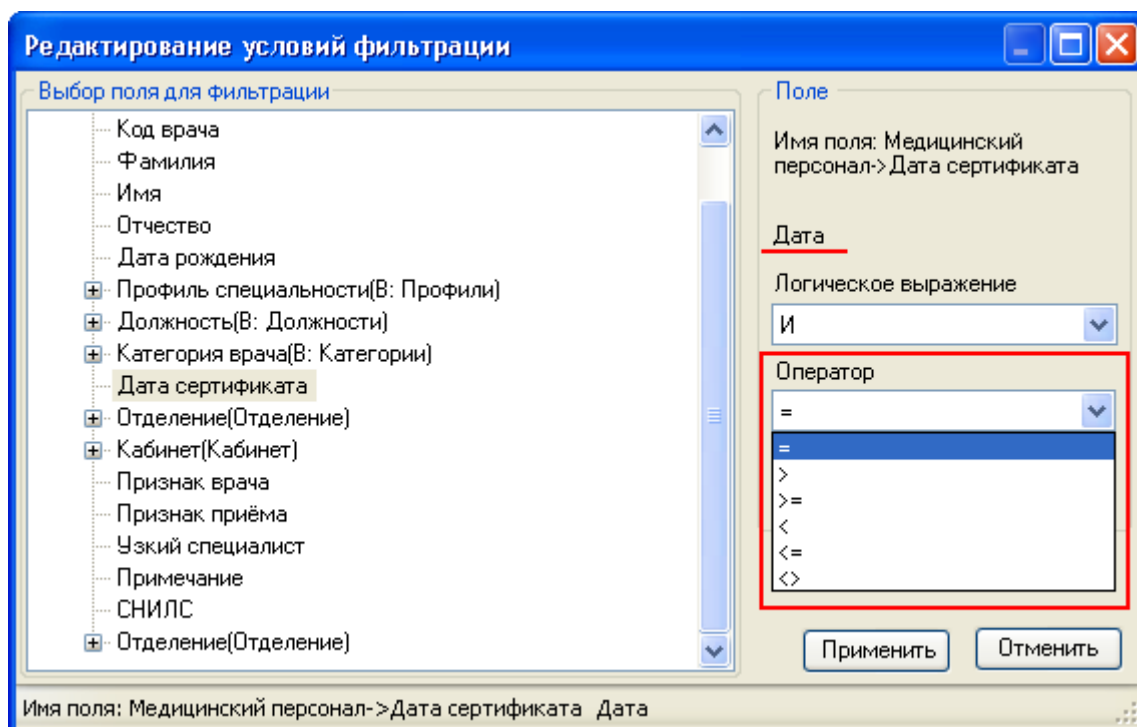 Редактирование условий фильтрации
Выбор поля для фильтрации
Код врача
Фамилия
Имя
Отчество
Дата рождения
Профиль специальности(В: Профили)
Должность(В: Должности)
Категория врача(В: Категории)
Дата сертификата
Отделение(Отделение)
Кабинет(Кабинет)
Признак врача
Признак приёма
Узкий специалист
Примечание
СНИЛС
Отделение(Отделение)
Поле
Имя поля: Медицинский
персонал->Дата сертификата
Дата
Логическое выражение
И
Оператор
=
=
>
>=
<
<=
<>
Применить
Отменить
Имя поля: Медицинский персонал->Дата сертификата Дата